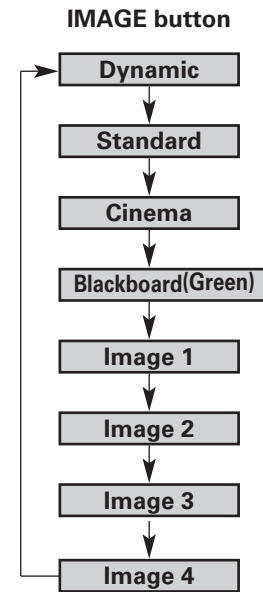 IMAGE button
Dynamic
Standard
Cinema
Blackboard(Green)
Image 1
Image 2
Image 3
Image 4